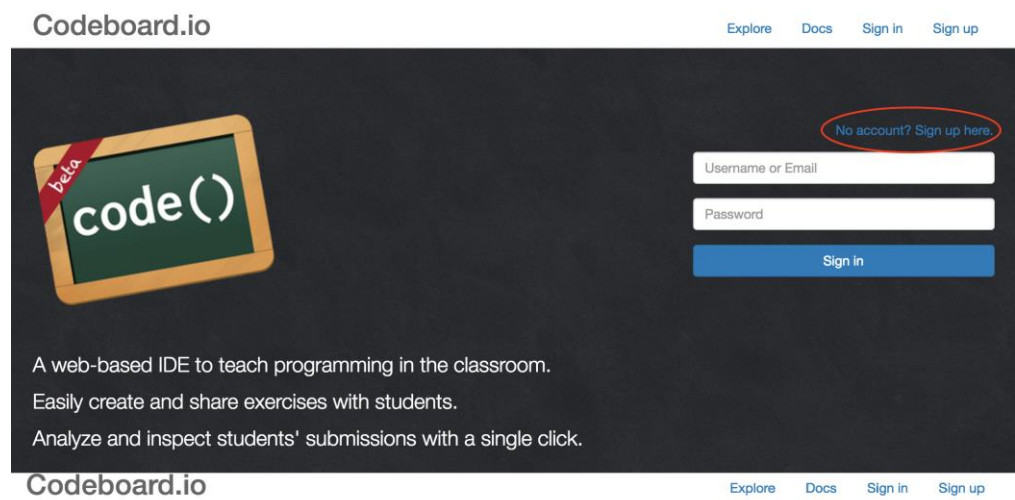 Codeboard.io
Explore Docs Sign in Sign up
No account? Sign up here.
beta
code()
Username or Email
Password
Sign in
A web-based IDE to teach programming in the classroom.
Easily create and share exercises with students.
Analyze and inspect students' submissions with a single click.
Codeboard.io
Explore Docs Sign in Sign up